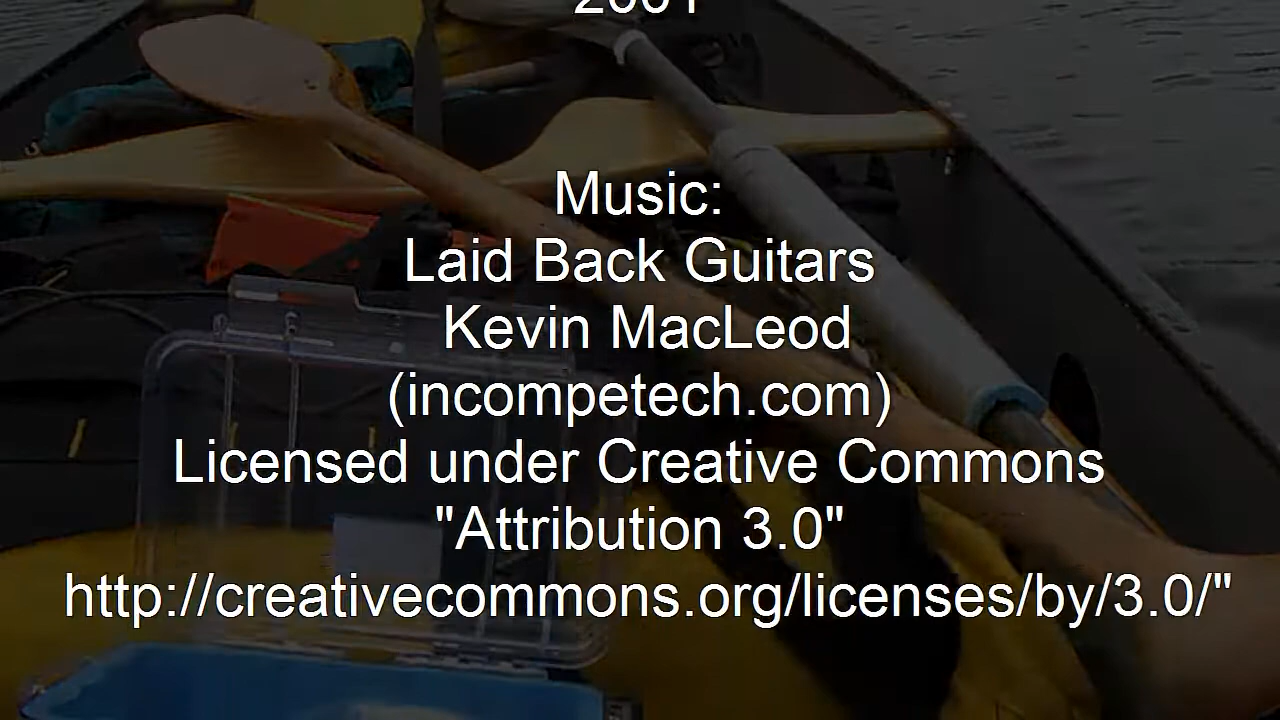 2001
Music:
Laid Back Guitars
Kevin MacLeod
(incompetech.com)
Licensed under Creative Commons
"Attribution 3.0"
http://creativecommons.org/licenses/by/3.0/"